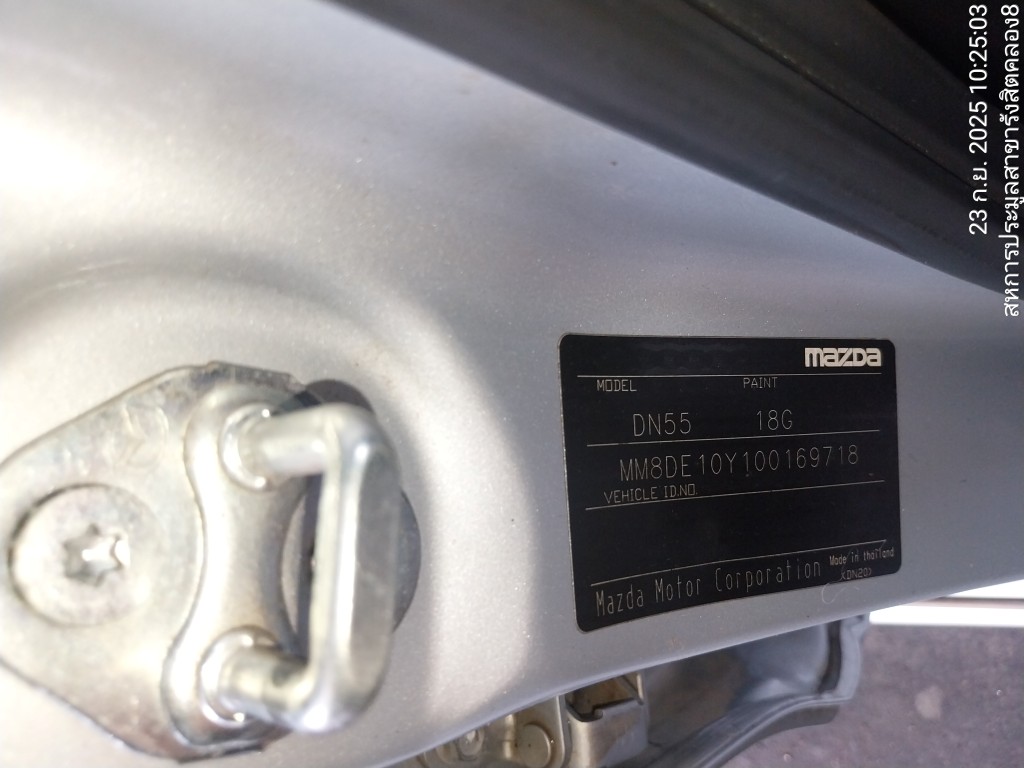 mazda
MODEL PAINT
DN55 18G
MM8DE10Y100169718
VEHICLE ID.NO.
Mazda Motor Corporation Made in thailand
(DN20)
23 ก.ย. 2025 10:25:03
สหการประมูลสาขารังสิตคลอง8